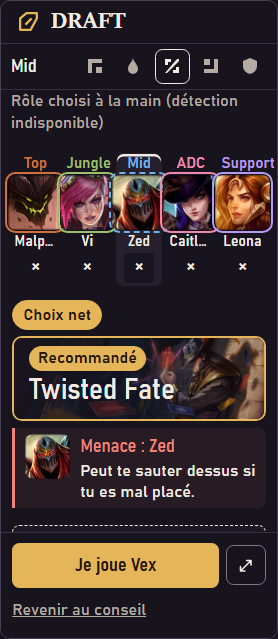 DRAFT
Mid
Rôle choisi à la main (détection
indisponible)
Top Jungle Mid ADC Support
Malp... Vi Zed Caitl... Leona
× × × × ×
Choix net
Recommandé
Twisted Fate
Menace : Zed
Peut te sauter dessus si
tu es mal placé.
Je joue Vex
Revenir au conseil